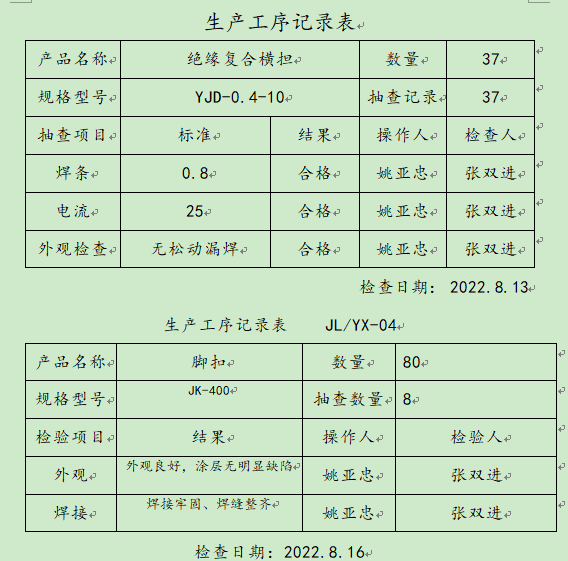 生产工序记录表
产品名称 绝缘复合横担 数量 37
规格型号 YJD-0.4-10 抽查记录 37
抽查项目 标准 结果 操作人 检查人
焊条 0.8 合格 姚亚忠 张双进
电流 25 合格 姚亚忠 张双进
外观检查 无松动漏焊 合格 姚亚忠 张双进
检查日期: 2022.8.13
生产工序记录表 JL/YX-04
产品名称 脚扣 数量 80
规格型号 JK-400 抽查数量 8
检验项目 结果 操作人 检验人
外观 外观良好，涂层无明显缺陷 姚亚忠 张双进
焊接 焊接牢固、焊缝整齐 姚亚忠 张双进
检查日期：2022.8.16